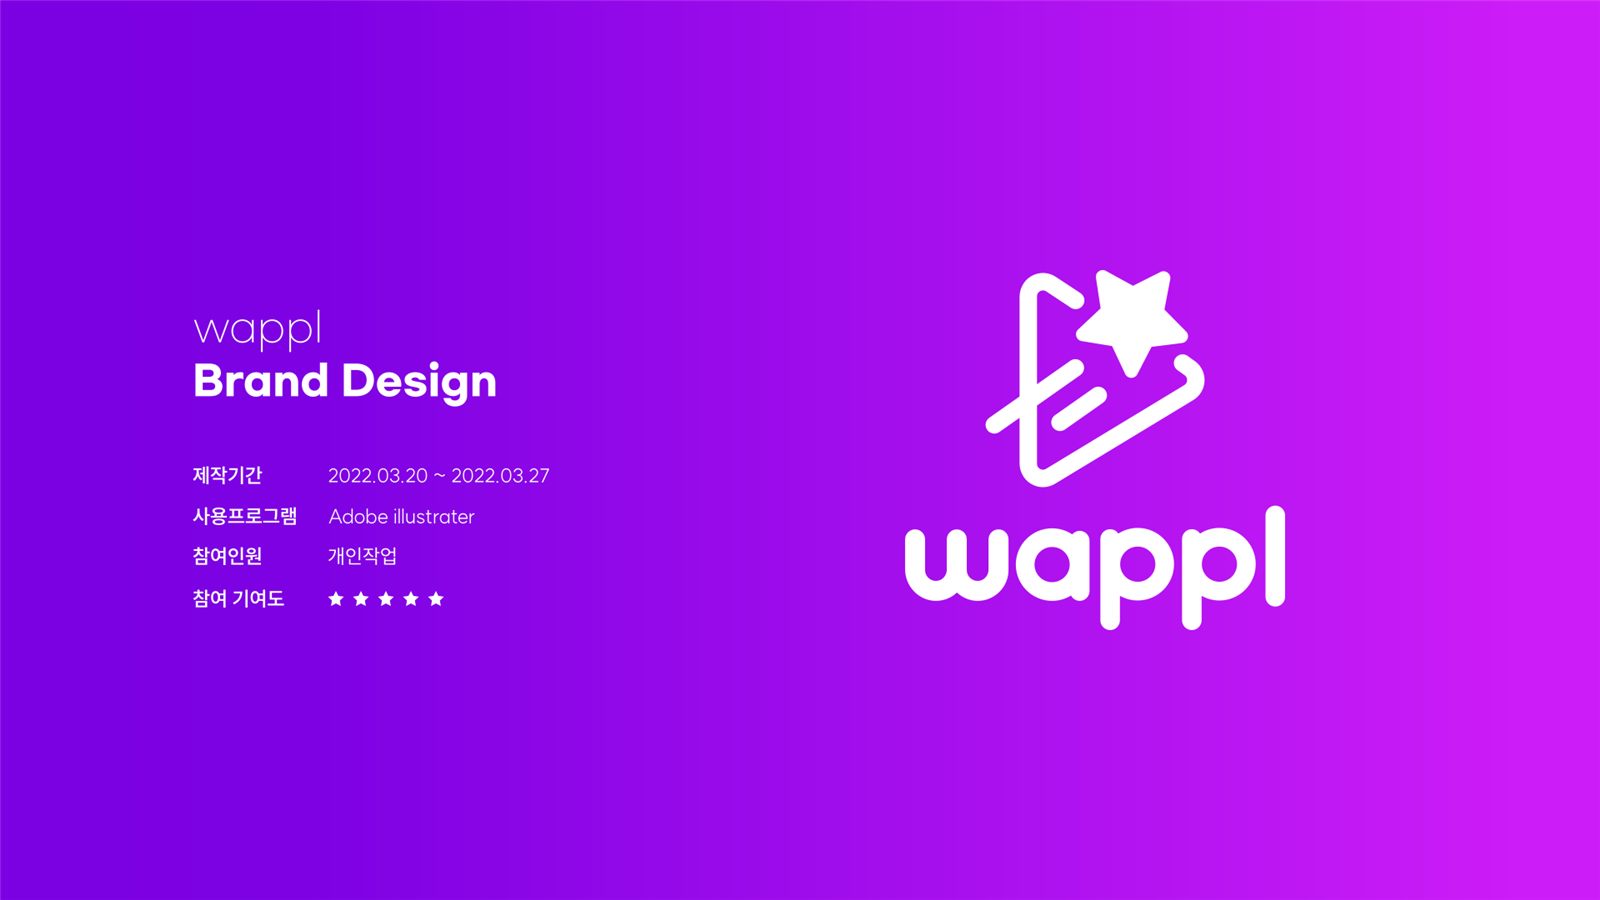 wappl
Brand Design
제작기간 2022.03.20 ~ 2022.03.27
사용프로그램 Adobe illustrater
참여인원 개인작업
참여 기여도 ★ ★ ★ ★ ★
wappl